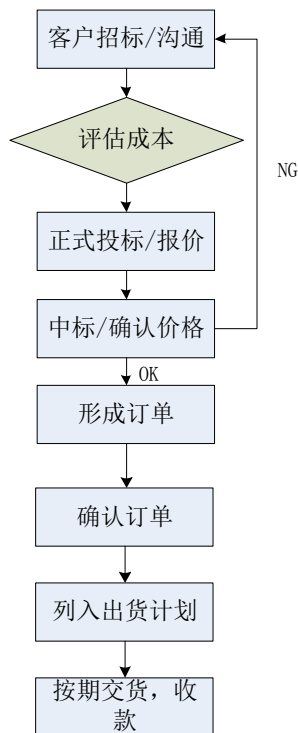 客户招标/沟通
评估成本
NG
正式投标/报价
中标/确认价格
OK
形成订单
确认订单
列入出货计划
按期交货，收
款